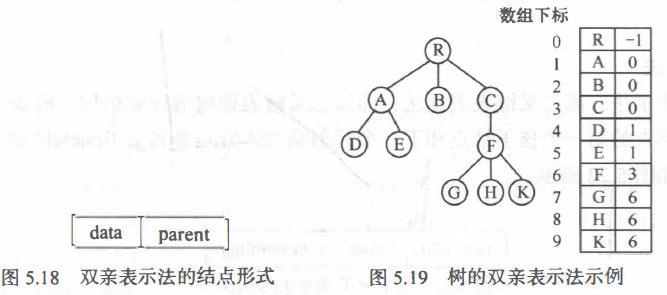 数组下标
0 R -1
1 A 0
2 B 0
3 C 0
4 D 1
5 E 1
6 F 3
7 G 6
8 H 6
9 K 6
R
A B C
D E F
G H K
data parent
图 5.18 双亲表示法的结点形式
图 5.19 树的双亲表示法示例